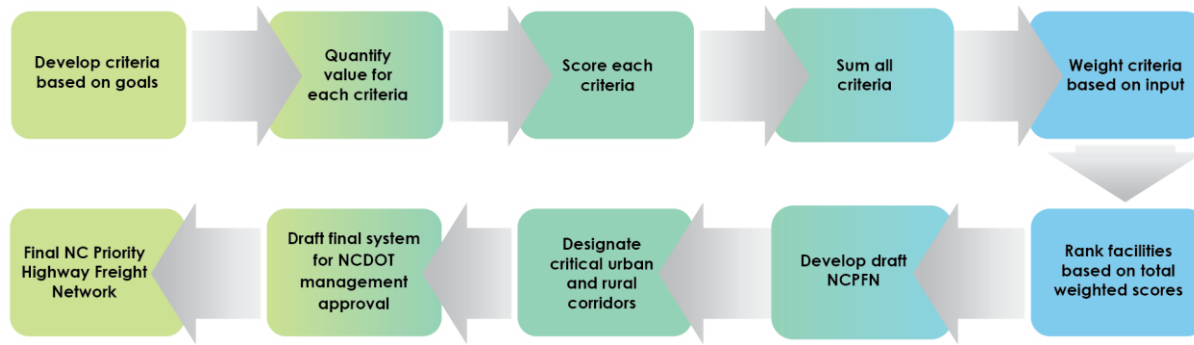 Develop criteria
based on goals
Quantify
value for
each criteria
Score each
criteria
Sum all
criteria
Weight criteria
based on input
Rank facilities
based on total
weighted scores
Develop draft
NCPFN
Designate
critical urban
and rural
corridors
Draft final system
for NCDOT
management
approval
Final NC Priority
Highway Freight
Network